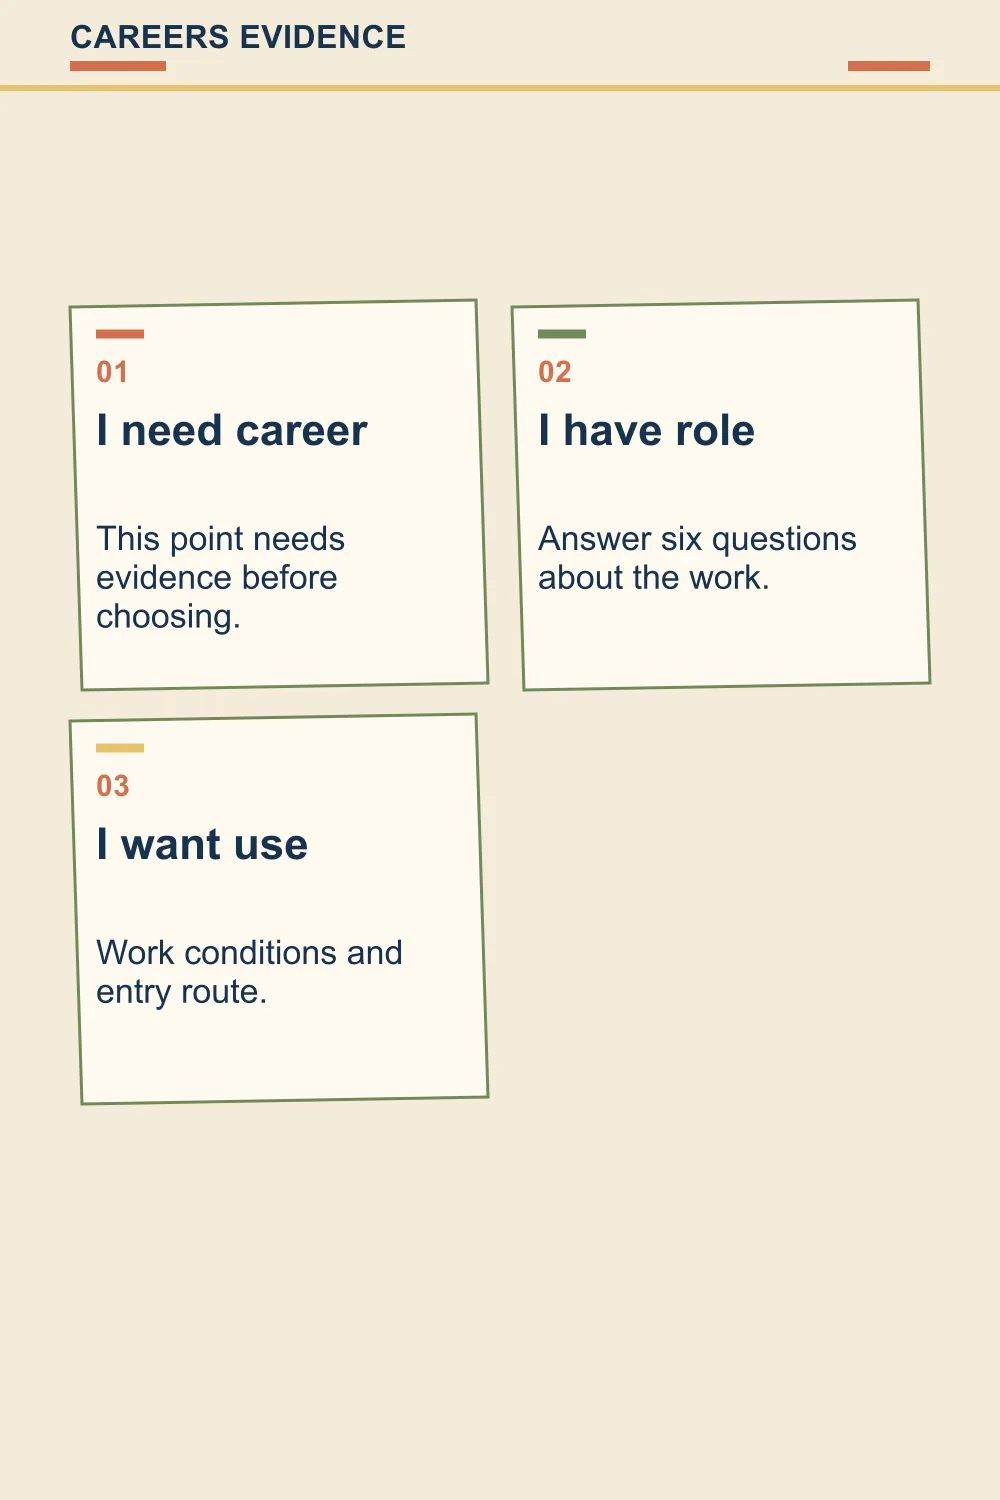 CAREERS EVIDENCE
01
I need career
This point needs
evidence before
choosing.
02
I have role
Answer six questions
about the work.
03
I want use
Work conditions and
entry route.